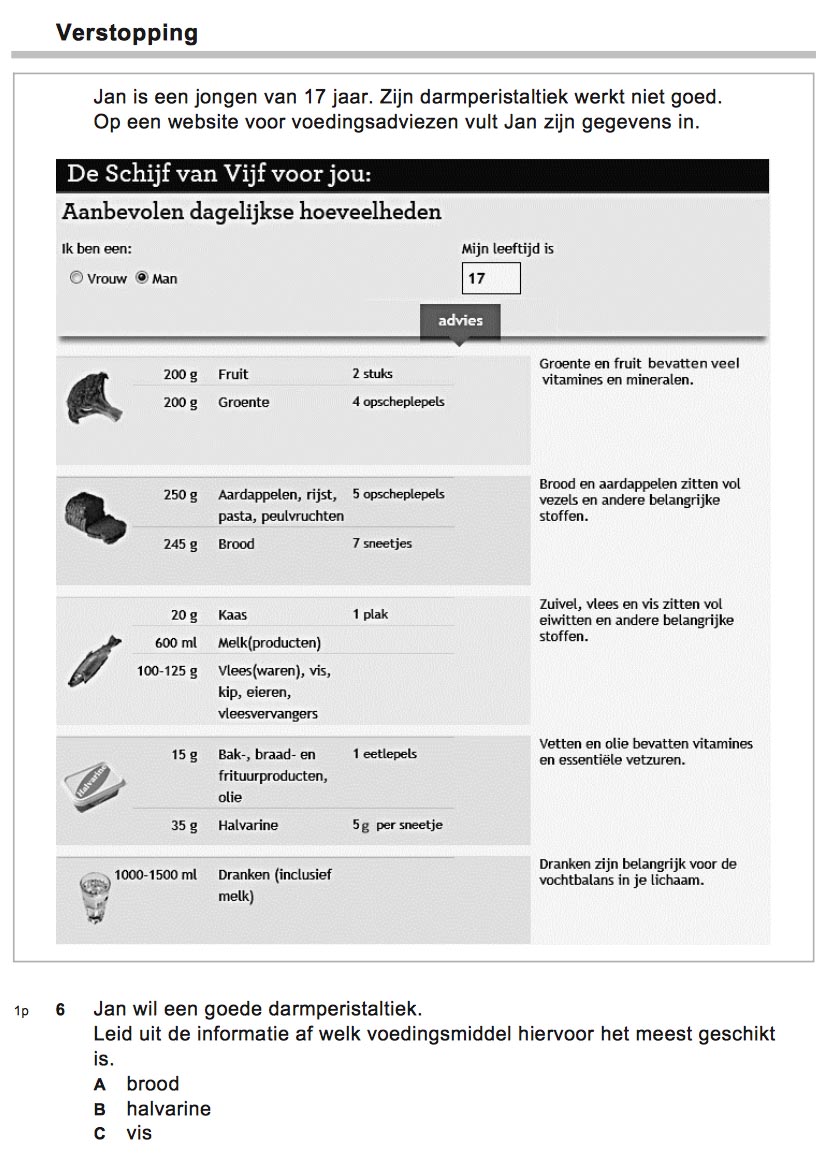 Verstopping
Jan is een jongen van 17 jaar. Zijn darmperistaltiek werkt niet goed.
Op een website voor voedingsadviezen vult Jan zijn gegevens in.
De Schijf van Vijf voor jou:
Aanbevolen dagelijkse hoeveelheden
Ik ben een: Mijn leeftijd is
Vrouw Man 17
advies
200 g Fruit 2 stuks
200 g Groente 4 opscheplepels
Groente en fruit bevatten veel
vitamines en mineralen.
250 g Aardappelen, rijst, 5 opscheplepels
pasta, peulvruchten
245 g Brood 7 sneetjes
Brood en aardappelen zitten vol
vezels en andere belangrijke
stoffen.
20 g Kaas 1 plak
600 ml Melk(producten)
100-125 g Vlees(waren), vis,
kip, eieren,
vleesvervangers
Zuivel, vlees en vis zitten vol
eiwitten en andere belangrijke
stoffen.
Halvarine
15 g Bak-, braad- en 1 eetlepels
frituurproducten,
olie
35 g Halvarine 5 g per sneetje
Vetten en olie bevatten vitamines
en essentiële vetzuren.
1000-1500 ml Dranken (inclusief
melk)
Dranken zijn belangrijk voor de
vochtbalans in je lichaam.
1p 6 Jan wil een goede darmperistaltiek.
Leid uit de informatie af welk voedingsmiddel hiervoor het meest geschikt
is.
A brood
B halvarine
C vis